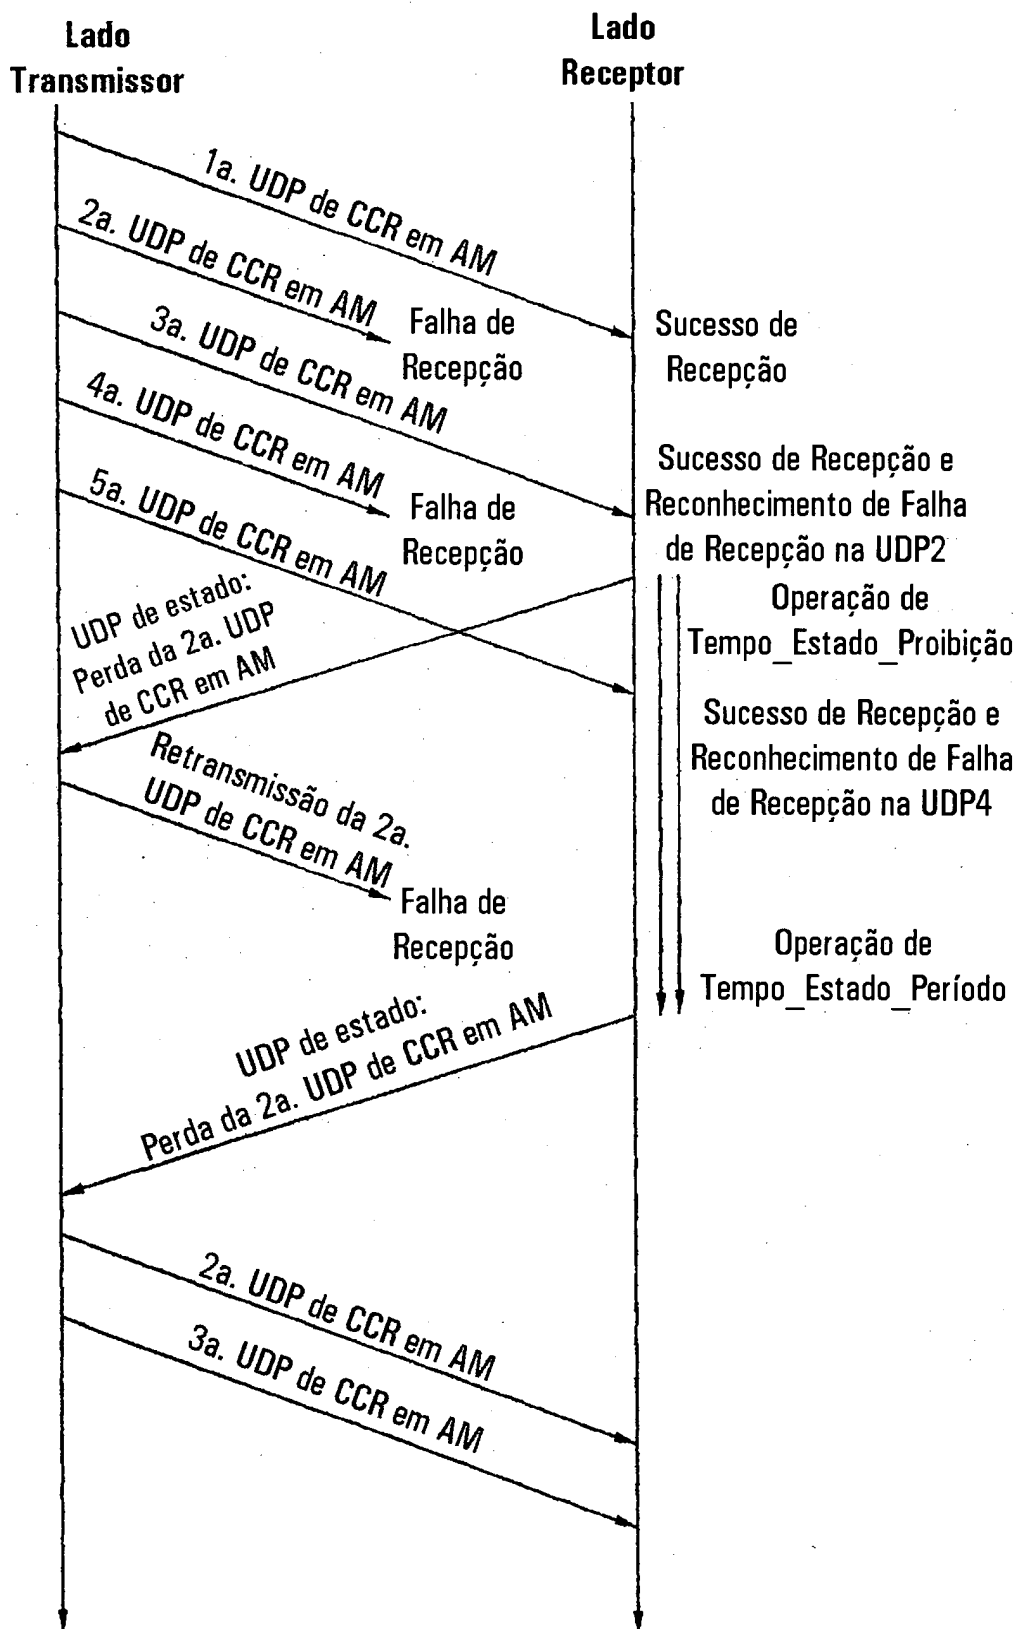 Lado
Transmissor
Lado
Receptor
1a. UDP de CCR em AM
2a. UDP de CCR em AM
Falha de
Recepção
Sucesso de
Recepção
3a. UDP de CCR em AM
4a. UDP de CCR em AM
Falha de
Recepção
Sucesso de Recepção e
Reconhecimento de Falha
de Recepção na UDP2
5a. UDP de CCR em AM
UDP de estado:
Perda da 2a. UDP
de CCR em AM
Operação de
Tempo_Estado_Proibição
Sucesso de Recepção e
Reconhecimento de Falha
de Recepção na UDP4
Retransmissão da 2a.
UDP de CCR em AM
Falha de
Recepção
Operação de
Tempo_Estado_Período
UDP de estado:
Perda da 2a. UDP de CCR em AM
2a. UDP de CCR em AM
3a. UDP de CCR em AM